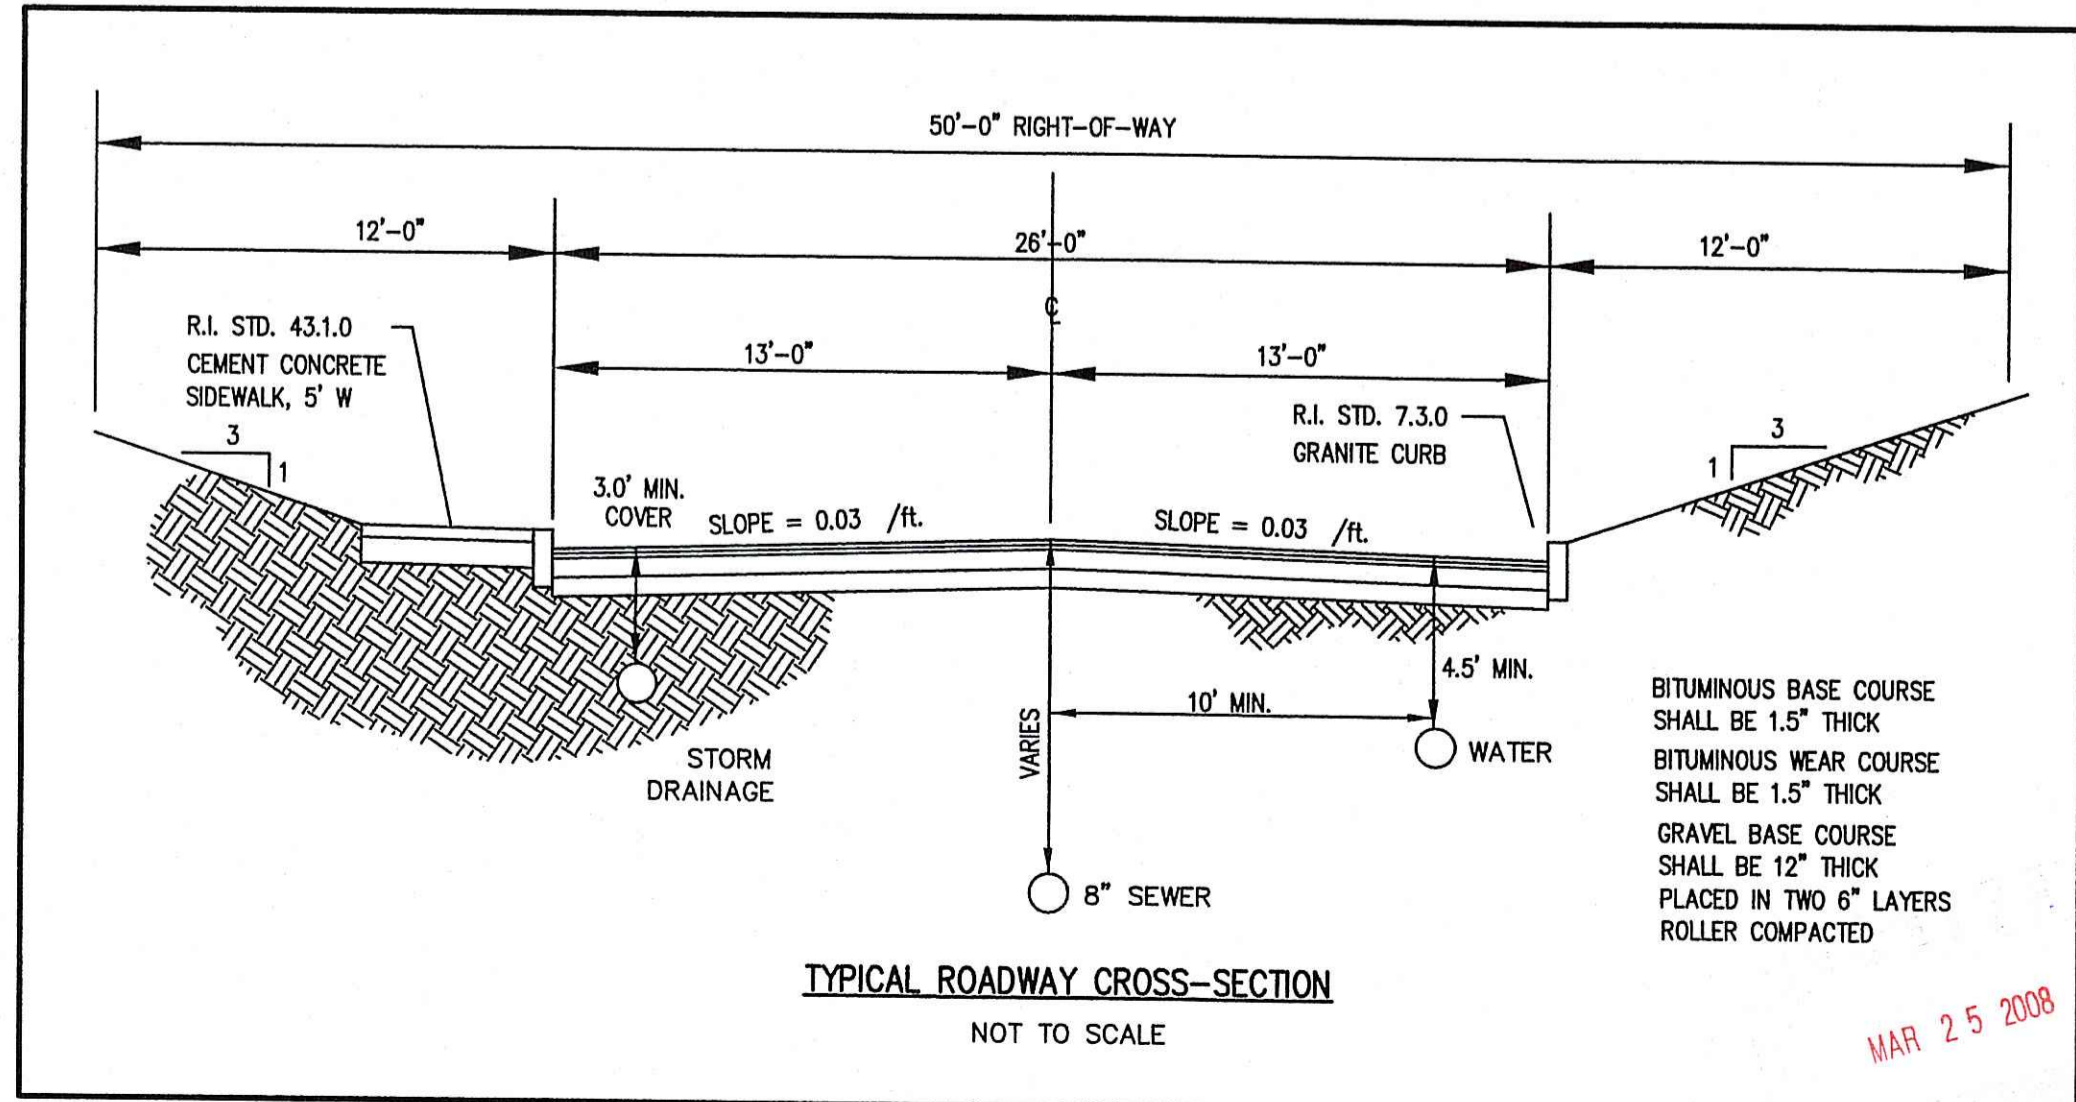 50'-0" RIGHT-OF-WAY
12'-0"
26'-0"
12'-0"
℄
13'-0"
13'-0"
R.I. STD. 43.1.0
CEMENT CONCRETE
SIDEWALK, 5' W
R.I. STD. 7.3.0
GRANITE CURB
3
1
3
1
3.0' MIN.
COVER
SLOPE = 0.03 /ft.
SLOPE = 0.03 /ft.
4.5' MIN.
10' MIN.
VARIES
STORM
DRAINAGE
WATER
8" SEWER
BITUMINOUS BASE COURSE
SHALL BE 1.5" THICK
BITUMINOUS WEAR COURSE
SHALL BE 1.5" THICK
GRAVEL BASE COURSE
SHALL BE 12" THICK
PLACED IN TWO 6" LAYERS
ROLLER COMPACTED
TYPICAL ROADWAY CROSS-SECTION
NOT TO SCALE
MAR 25 2008